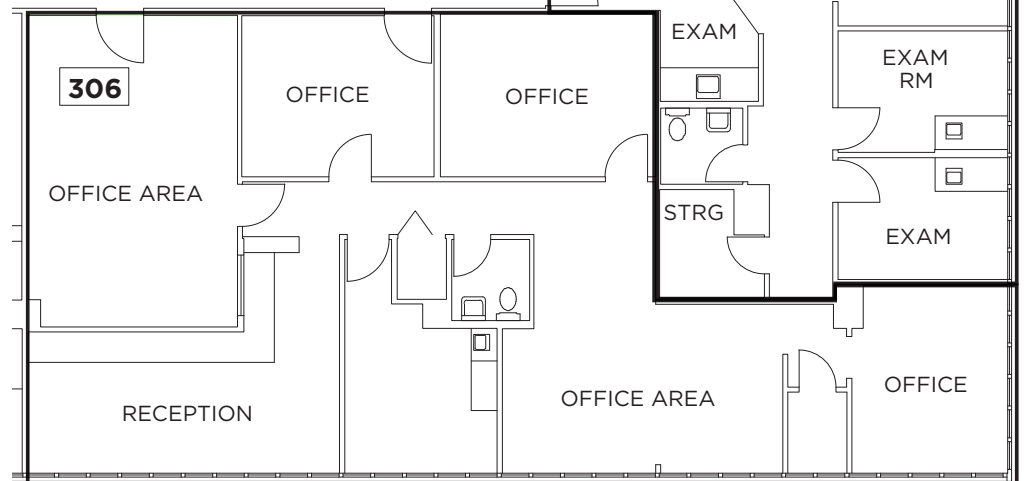 EXAM
EXAM
RM
306
OFFICE
OFFICE
OFFICE AREA
STRG
EXAM
OFFICE AREA
OFFICE
RECEPTION